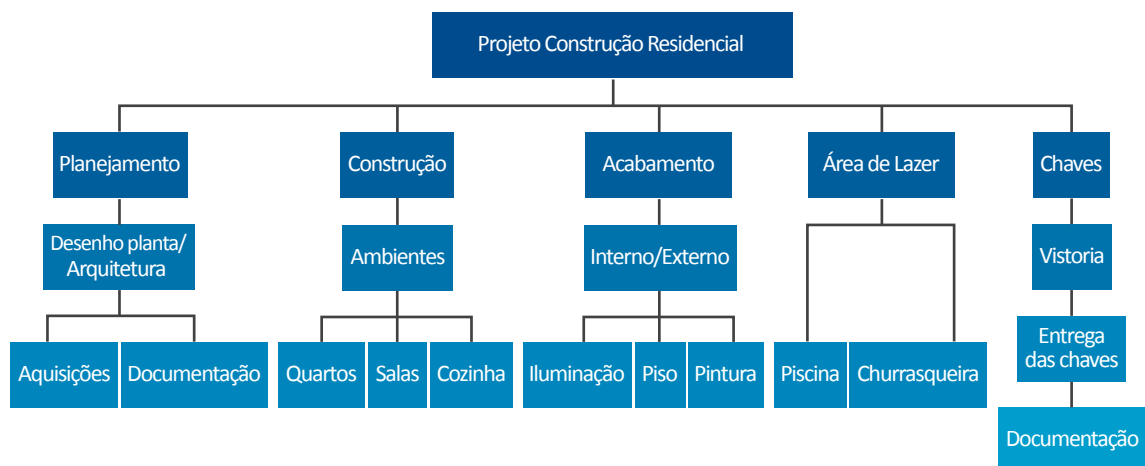 Projeto Construção Residencial
Planejamento
Construção
Acabamento
Área de Lazer
Chaves
Desenho planta/
Arquitetura
Ambientes
Interno/Externo
Vistoria
Aquisições
Documentação
Quartos
Salas
Cozinha
Iluminação
Piso
Pintura
Piscina
Churrasqueira
Entrega
das chaves
Documentação